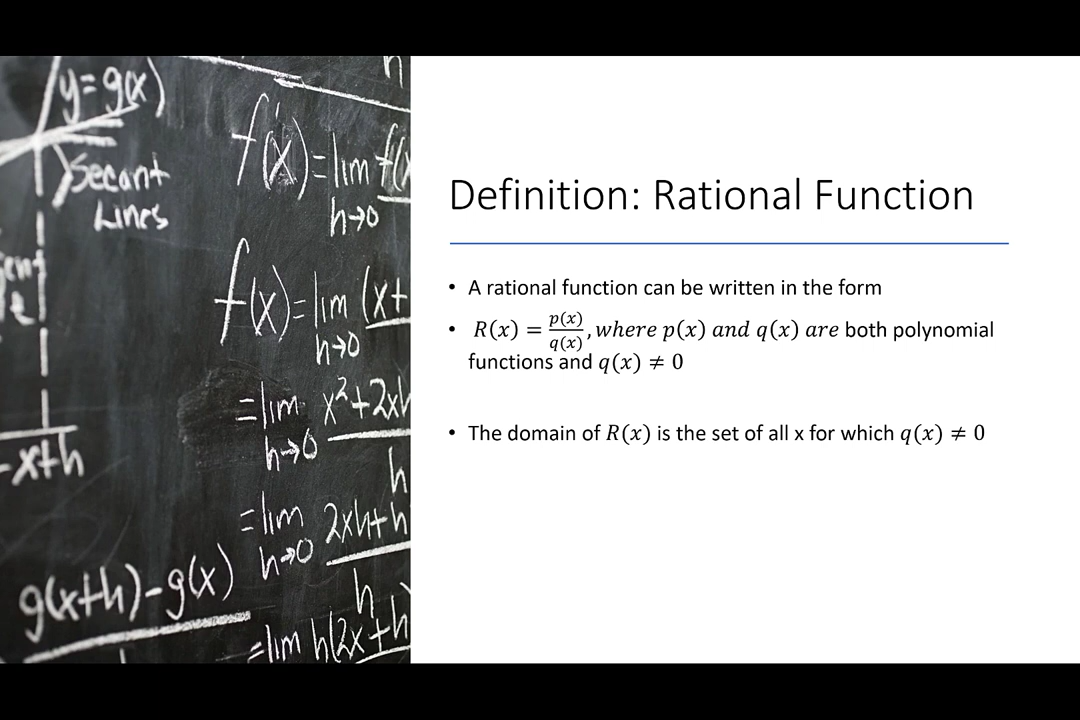 y=g(x)
Secant
Lines
f(x)=lim f(x
h→0
f(x)=lim (x+
h→0
=lim x²+2xh
h→0 h
-x+h
=lim 2xh+h
h→0 h
g(x+h)-g(x)
=lim h(2x+h
Definition: Rational Function
• A rational function can be written in the form
• R(x) = p(x)/q(x), where p(x) and q(x) are both polynomial
functions and q(x) ≠ 0
• The domain of R(x) is the set of all x for which q(x) ≠ 0